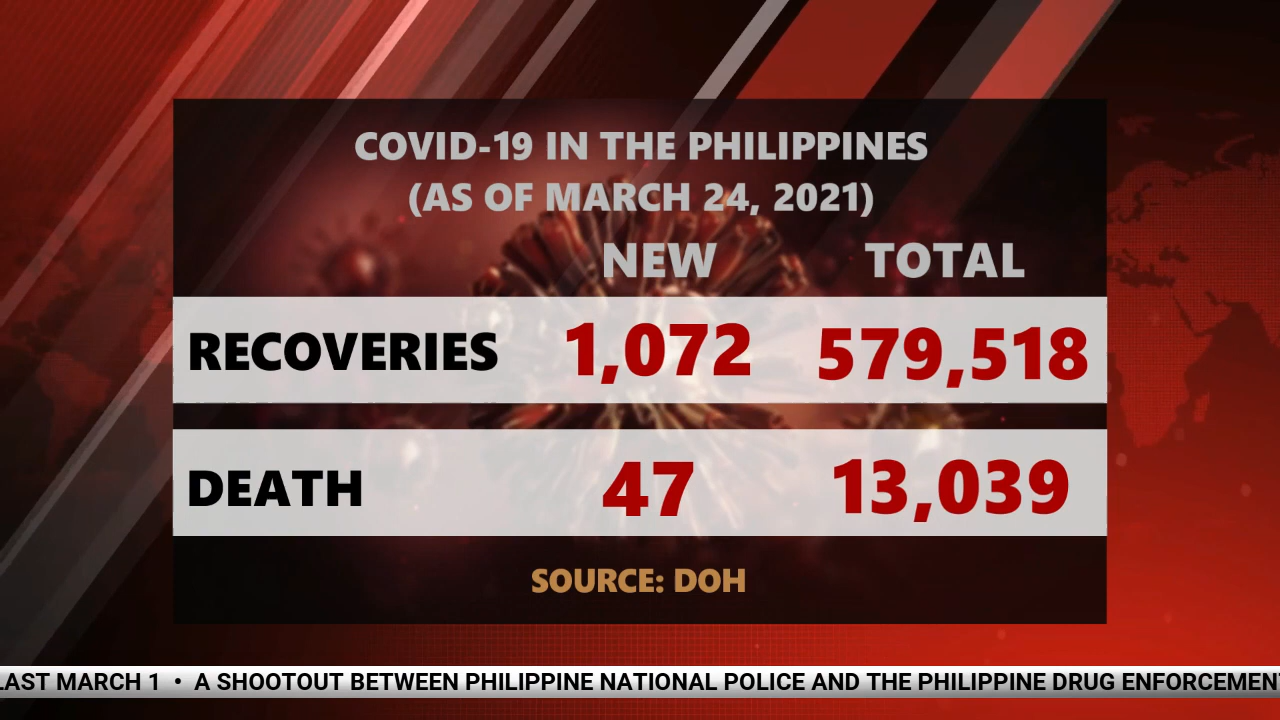 COVID-19 IN THE PHILIPPINES
(AS OF MARCH 24, 2021)
NEW TOTAL
RECOVERIES 1,072 579,518
DEATH 47 13,039
SOURCE: DOH
LAST MARCH 1 • A SHOOTOUT BETWEEN PHILIPPINE NATIONAL POLICE AND THE PHILIPPINE DRUG ENFORCEMENT